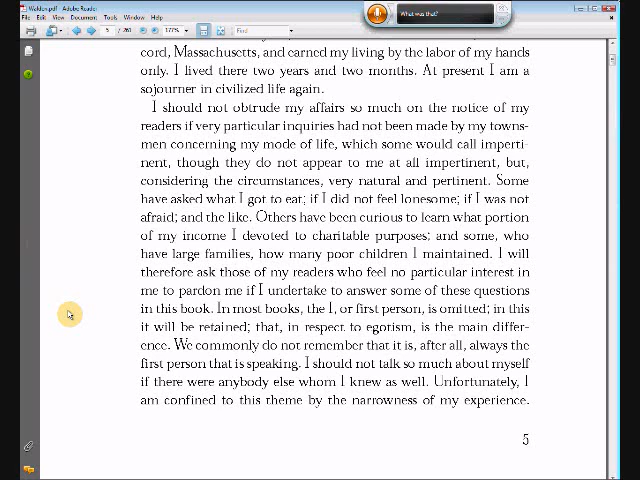 Walden.pdf - Adobe Reader
File Edit View Document Tools Window Help
5 / 261 177% Find
What was that?
cord, Massachusetts, and earned my living by the labor of my hands
only. I lived there two years and two months. At present I am a
sojourner in civilized life again.
I should not obtrude my affairs so much on the notice of my
readers if very particular inquiries had not been made by my towns-
men concerning my mode of life, which some would call imperti-
nent, though they do not appear to me at all impertinent, but,
considering the circumstances, very natural and pertinent. Some
have asked what I got to eat; if I did not feel lonesome; if I was not
afraid; and the like. Others have been curious to learn what portion
of my income I devoted to charitable purposes; and some, who
have large families, how many poor children I maintained. I will
therefore ask those of my readers who feel no particular interest in
me to pardon me if I undertake to answer some of these questions
in this book. In most books, the I, or first person, is omitted; in this
it will be retained; that, in respect to egotism, is the main differ-
ence. We commonly do not remember that it is, after all, always the
first person that is speaking. I should not talk so much about myself
if there were anybody else whom I knew as well. Unfortunately, I
am confined to this theme by the narrowness of my experience.
5